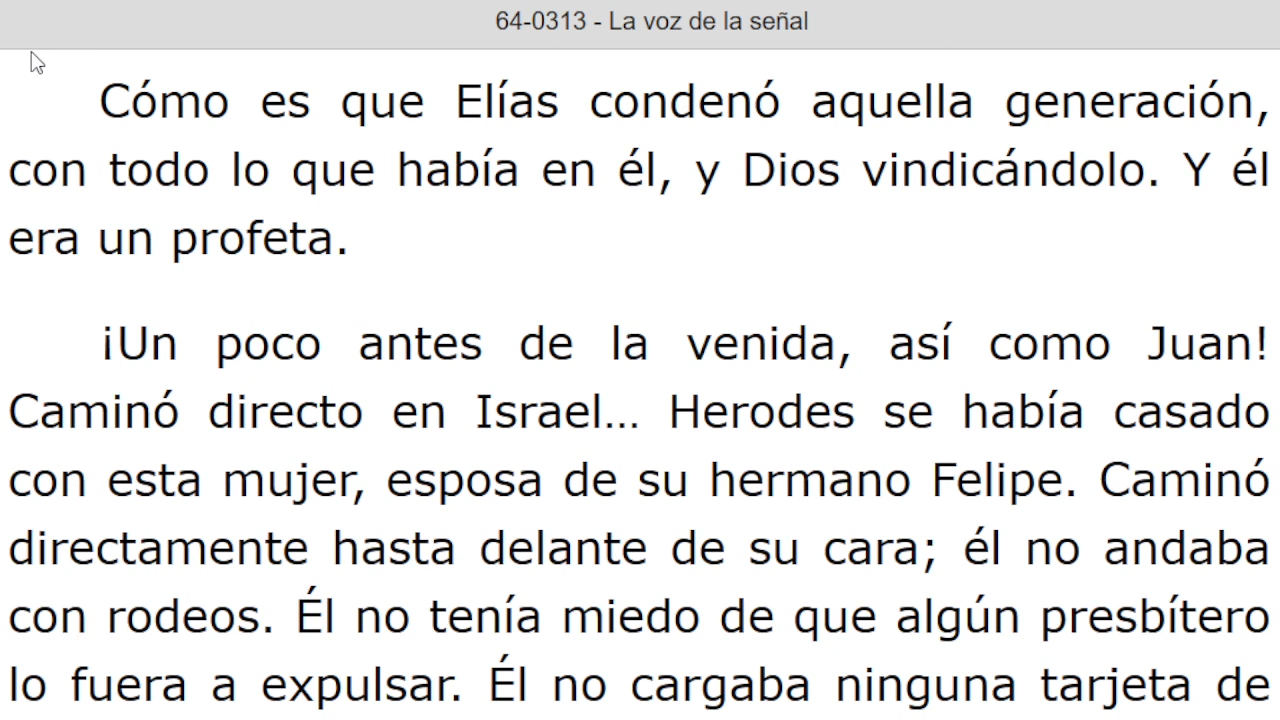 64-0313 - La voz de la señal
Cómo es que Elías condenó aquella generación,
con todo lo que había en él, y Dios vindicándolo. Y él
era un profeta.
¡Un poco antes de la venida, así como Juan!
Caminó directo en Israel... Herodes se había casado
con esta mujer, esposa de su hermano Felipe. Caminó
directamente hasta delante de su cara; él no andaba
con rodeos. Él no tenía miedo de que algún presbítero
lo fuera a expulsar. Él no cargaba ninguna tarjeta de